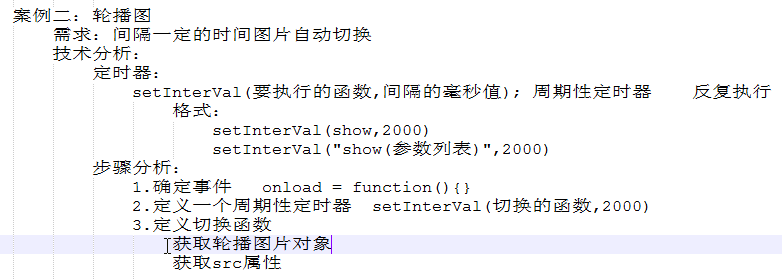 案例二：轮播图
需求：间隔一定的时间图片自动切换
技术分析：
定时器：
setInterVal(要执行的函数,间隔的毫秒值); 周期性定时器 反复执行
格式：
setInterVal(show,2000)
setInterVal("show(参数列表)",2000)
步骤分析：
1.确定事件 onload = function(){}
2.定义一个周期性定时器 setInterVal(切换的函数,2000)
3.定义切换函数
获取轮播图片对象
获取src属性